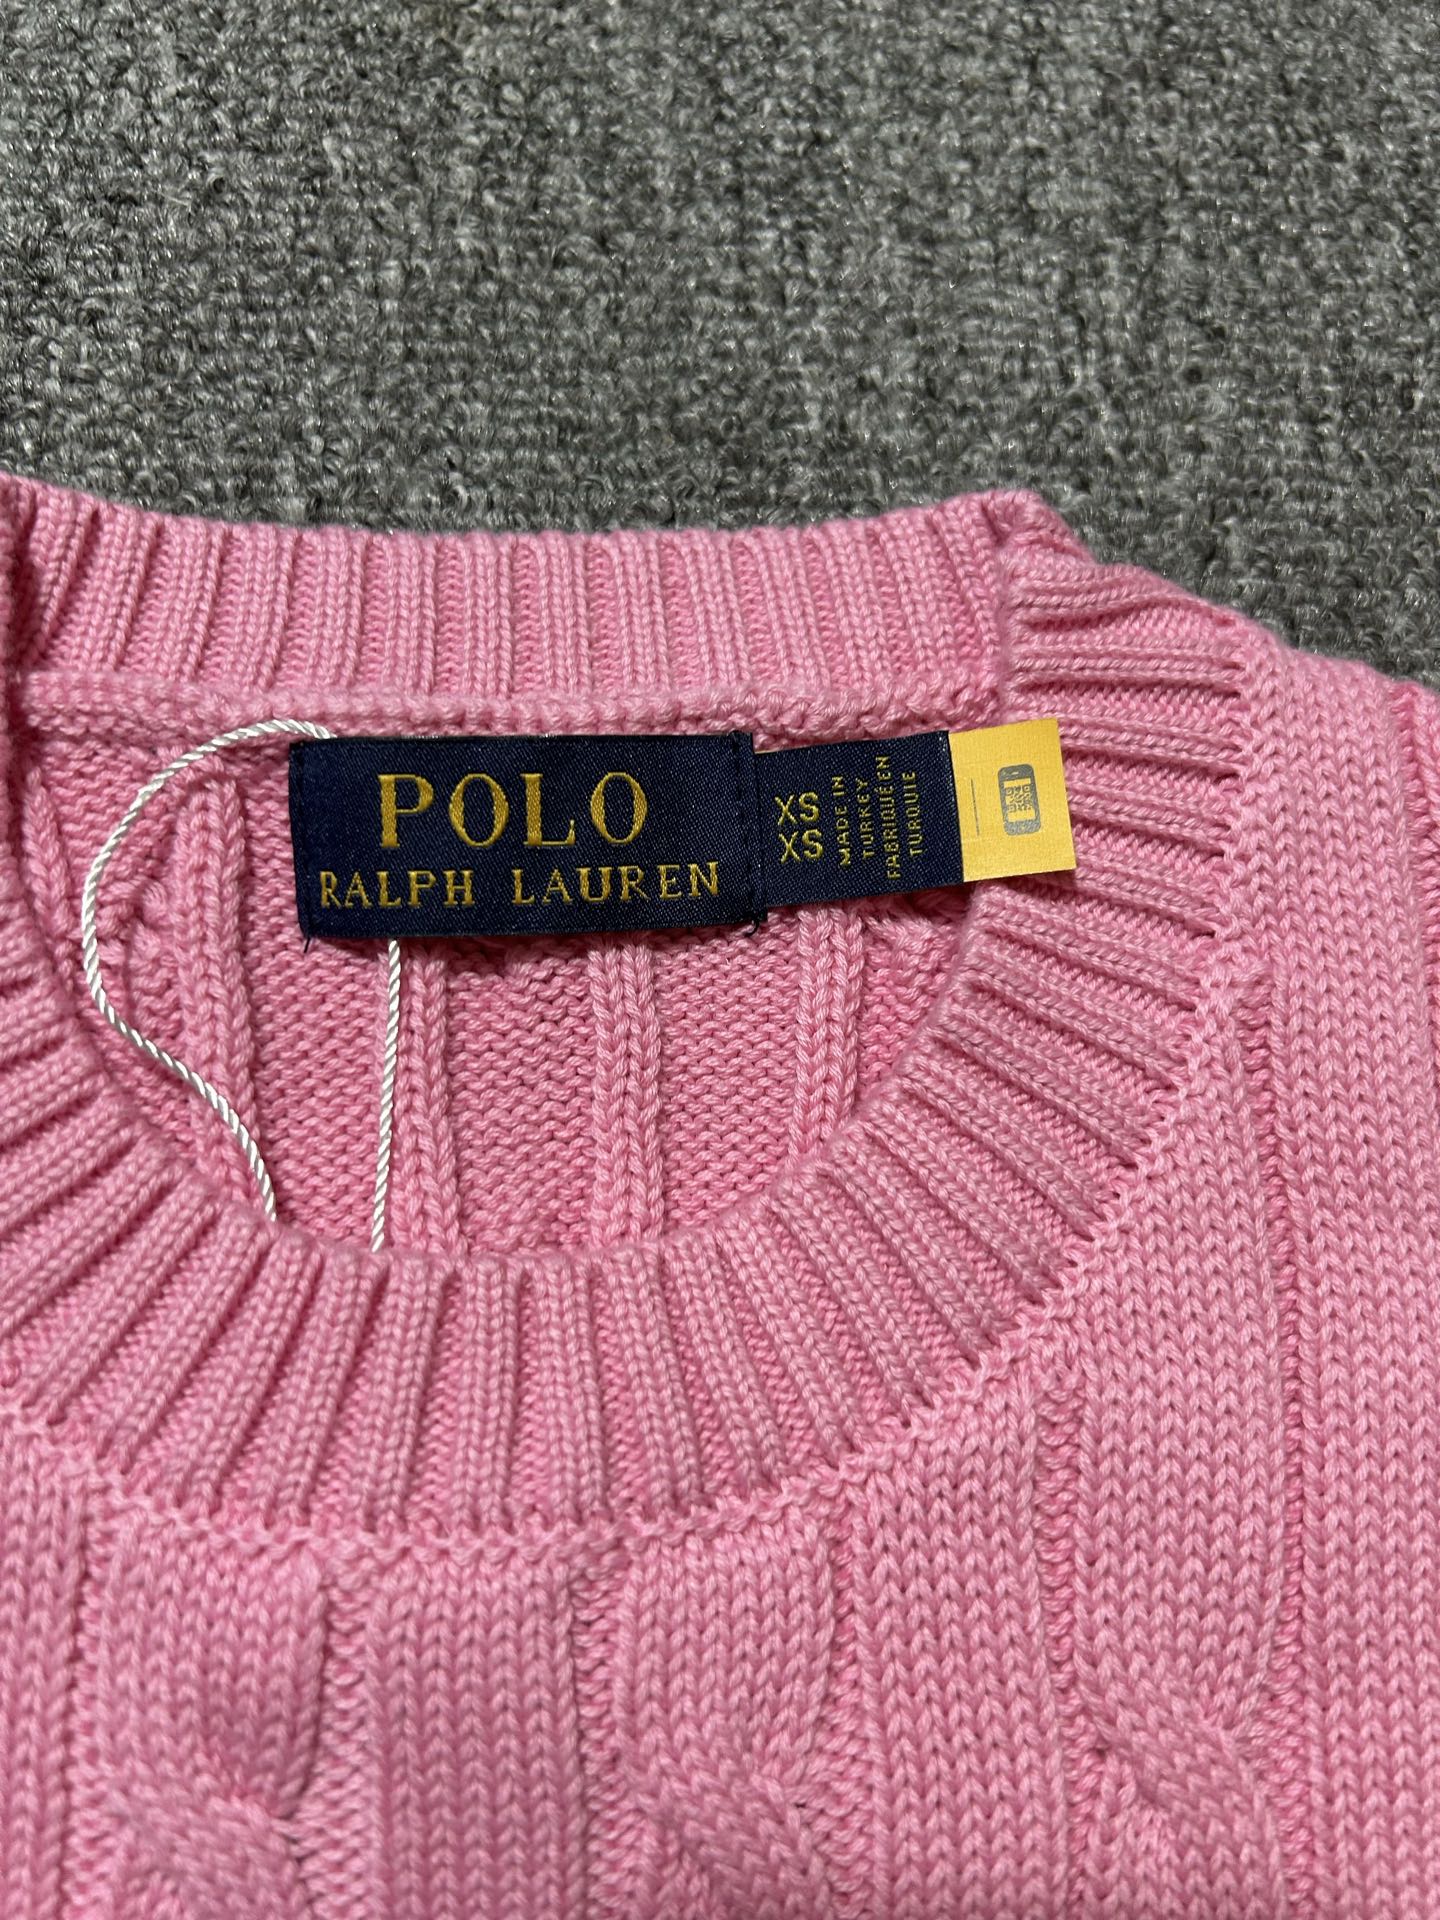 POLO
RALPH LAUREN
XS
XS
MADE IN
TURKEY
FABRIQUÉ EN
TURQUIE